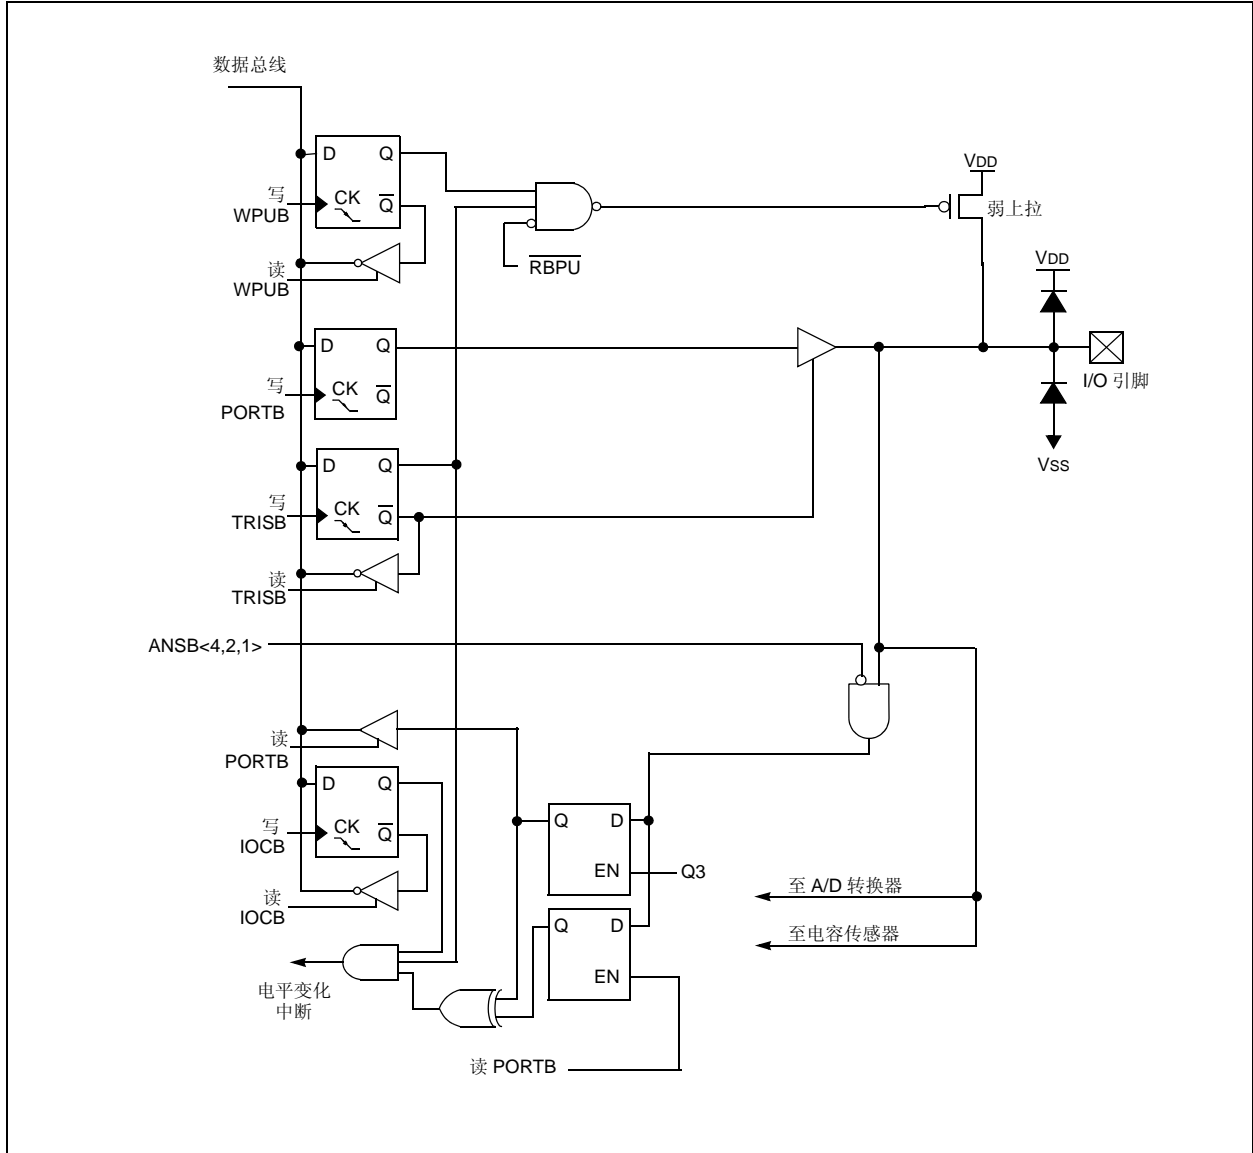 数据总线
D Q
CK Q̅
写
WPUB
读
WPUB
R̅B̅P̅U̅
VDD
弱上拉
VDD
I/O 引脚
VSS
D Q
CK Q̅
写
PORTB
D Q
CK Q̅
写
TRISB
读
TRISB
ANSB<4,2,1>
读
PORTB
D Q
CK Q̅
写
IOCB
读
IOCB
Q D
EN
Q3
Q D
EN
至 A/D 转换器
至电容传感器
电平变化
中断
读 PORTB